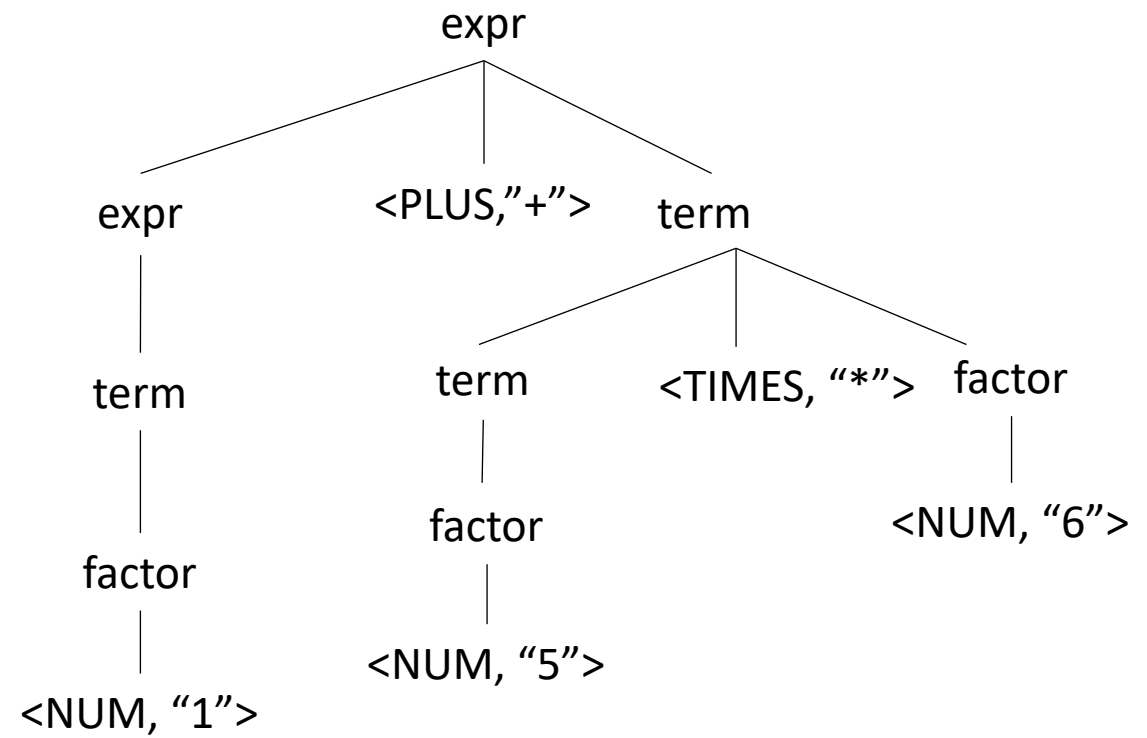 expr
expr <PLUS,”+”> term
term term <TIMES, “*”> factor
factor factor <NUM, “6”>
<NUM, “1”> <NUM, “5”>